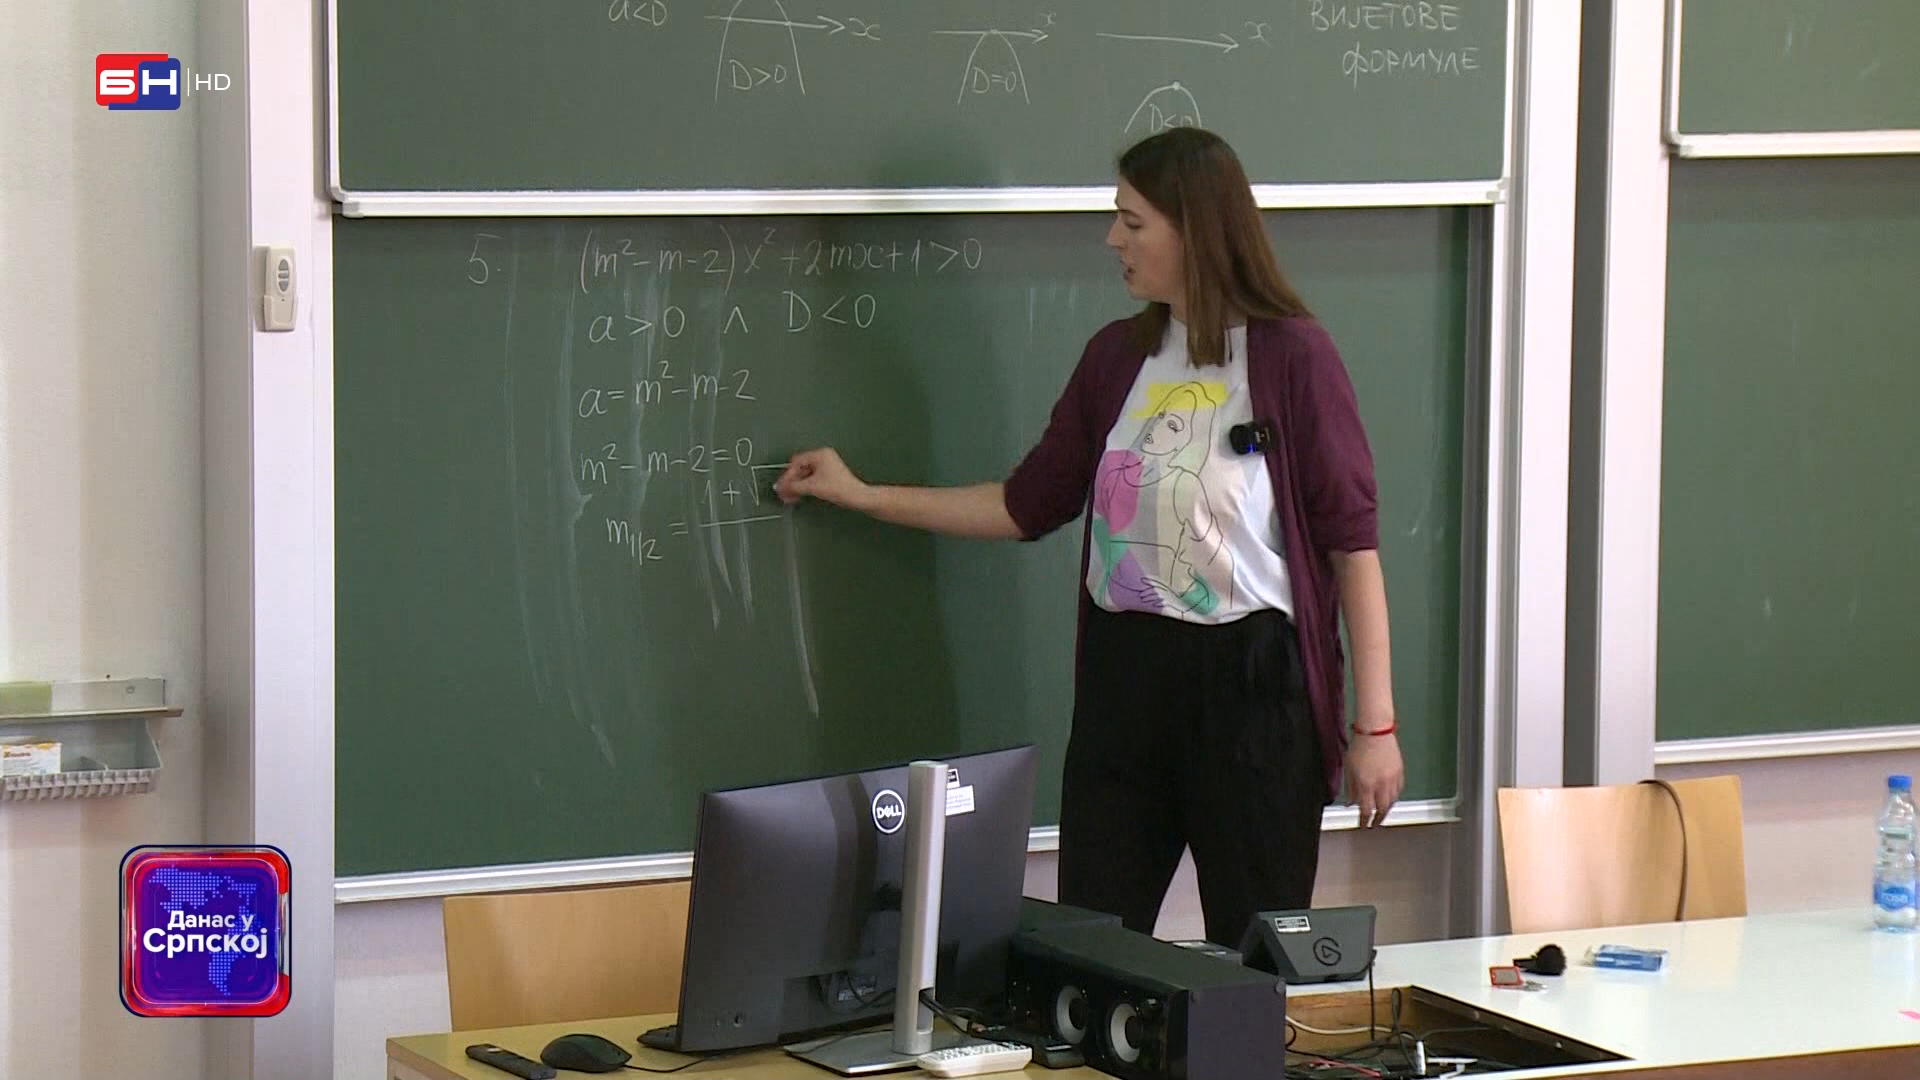 a<0 x x x ВИЈЕТОВЕ
ФОРМУЛЕ
D>0 D=0 D<0
БН HD
5. (m²-m-2)x²+2mx+1>0
a>0 ∧ D<0
a=m²-m-2
m²-m-2=0
m1/2 = 1+√
DELL
Данас у
Српској